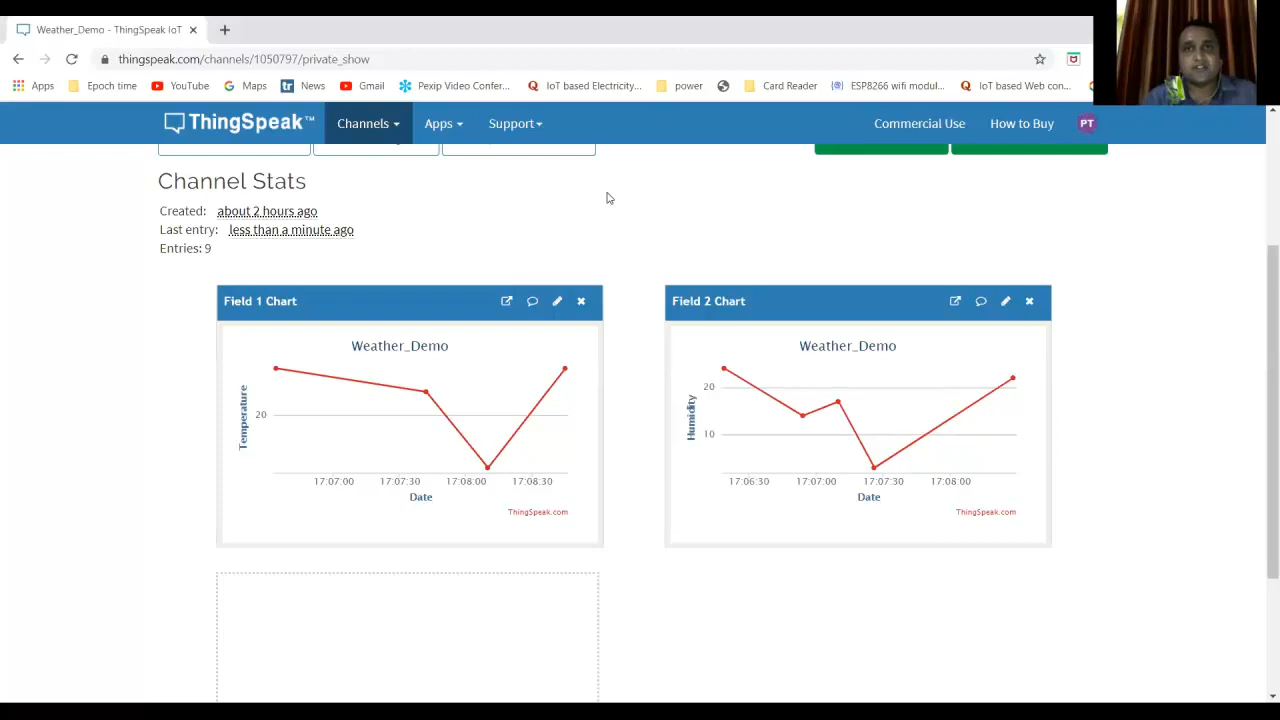 Weather_Demo - ThingSpeak IoT
thingspeak.com/channels/1050797/private_show
Apps Epoch time YouTube Maps News Gmail Pexip Video Confer... IoT based Electricity... power Card Reader ESP8266 wifi modul... IoT based Web con...
ThingSpeak™ Channels Apps Support Commercial Use How to Buy PT
Channel Stats
Created: about 2 hours ago
Last entry: less than a minute ago
Entries: 9
Field 1 Chart
Weather_Demo
Temperature
20
17:07:00 17:07:30 17:08:00 17:08:30
Date
ThingSpeak.com
Field 2 Chart
Weather_Demo
Humidity
20
10
17:06:30 17:07:00 17:07:30 17:08:00
Date
ThingSpeak.com